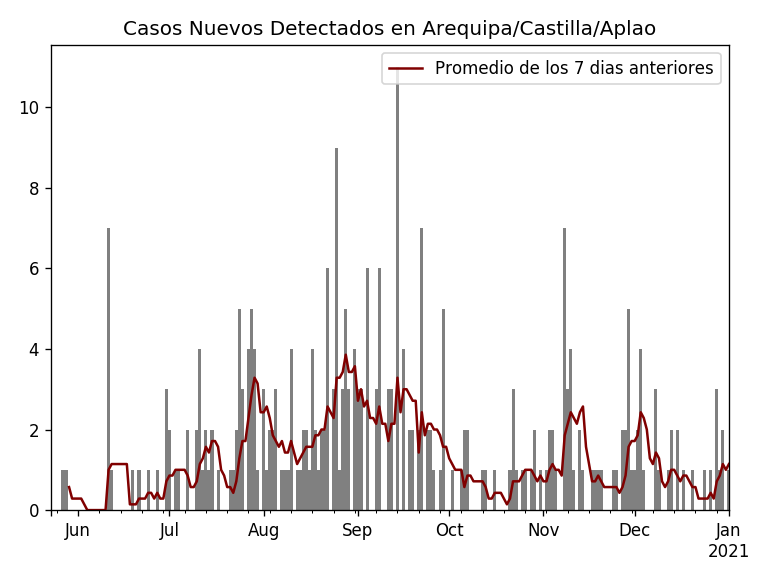 Casos Nuevos Detectados en Arequipa/Castilla/Aplao
Promedio de los 7 dias anteriores
10
8
6
4
2
0
Jun Jul Aug Sep Oct Nov Dec Jan
2021